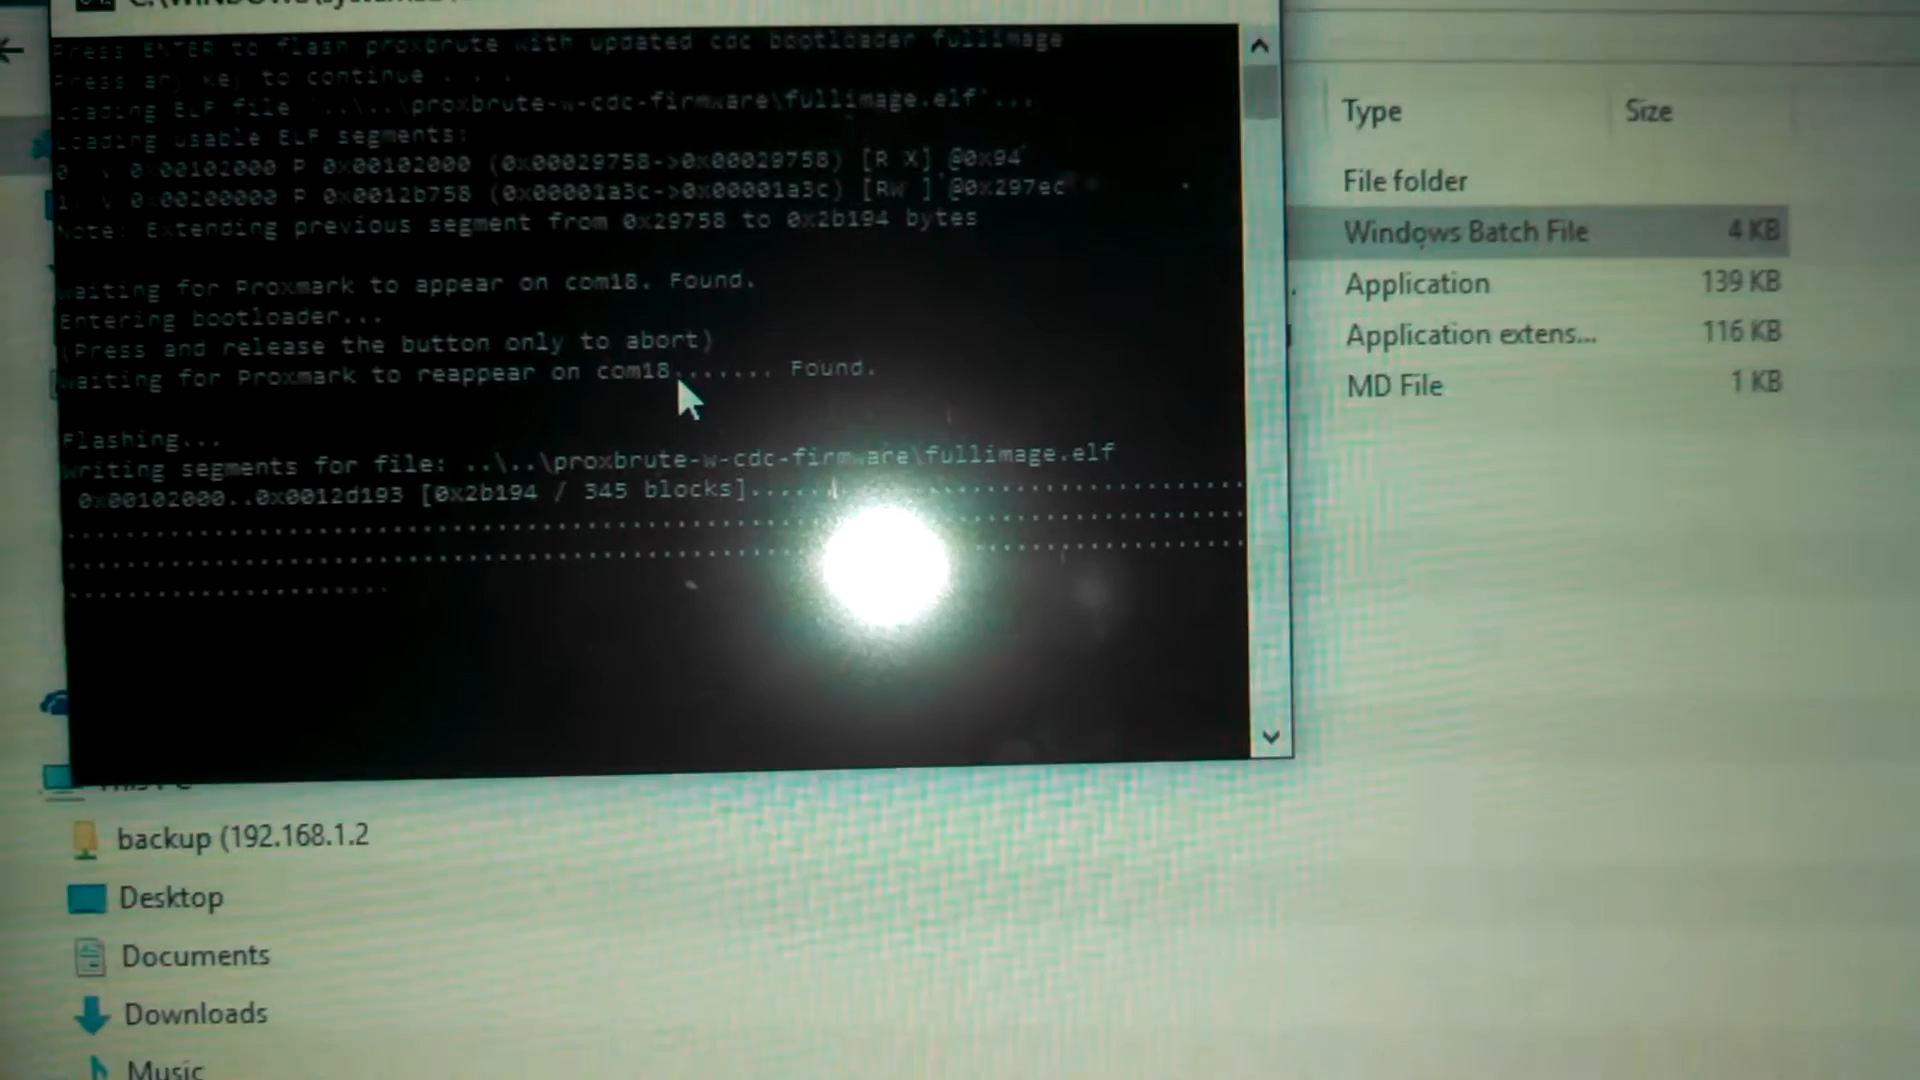 Press ENTER to flash proxbrute with updated cdc bootloader fullimage
Press any key to continue . . .
Loading ELF file '..\..\proxbrute-w-cdc-firmware\fullimage.elf'...
Loading usable ELF segments:
0: V 0x00102000 P 0x00102000 (0x00029758->0x00029758) [R X] @0x94
1: V 0x00200000 P 0x0012b758 (0x00001a3c->0x00001a3c) [RW ] @0x297ec
Note: Extending previous segment from 0x29758 to 0x2b194 bytes
Waiting for Proxmark to appear on com18. Found.
Entering bootloader...
(Press and release the button only to abort)
Waiting for Proxmark to reappear on com18....... Found.
Flashing...
Writing segments for file: ..\..\proxbrute-w-cdc-firmware\fullimage.elf
0x00102000..0x0012d193 [0x2b194 / 345 blocks]
Type Size
File folder
Windows Batch File 4 KB
Application 139 KB
Application extens... 116 KB
MD File 1 KB
backup (192.168.1.2
Desktop
Documents
Downloads
Music